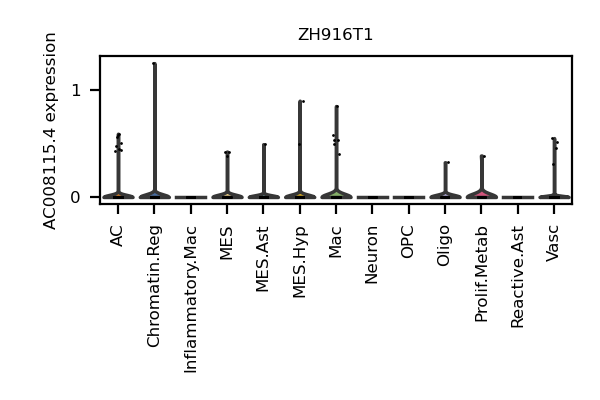 ZH916T1
AC008115.4 expression
1
0
AC
Chromatin.Reg
Inflammatory.Mac
MES
MES.Ast
MES.Hyp
Mac
Neuron
OPC
Oligo
Prolif.Metab
Reactive.Ast
Vasc